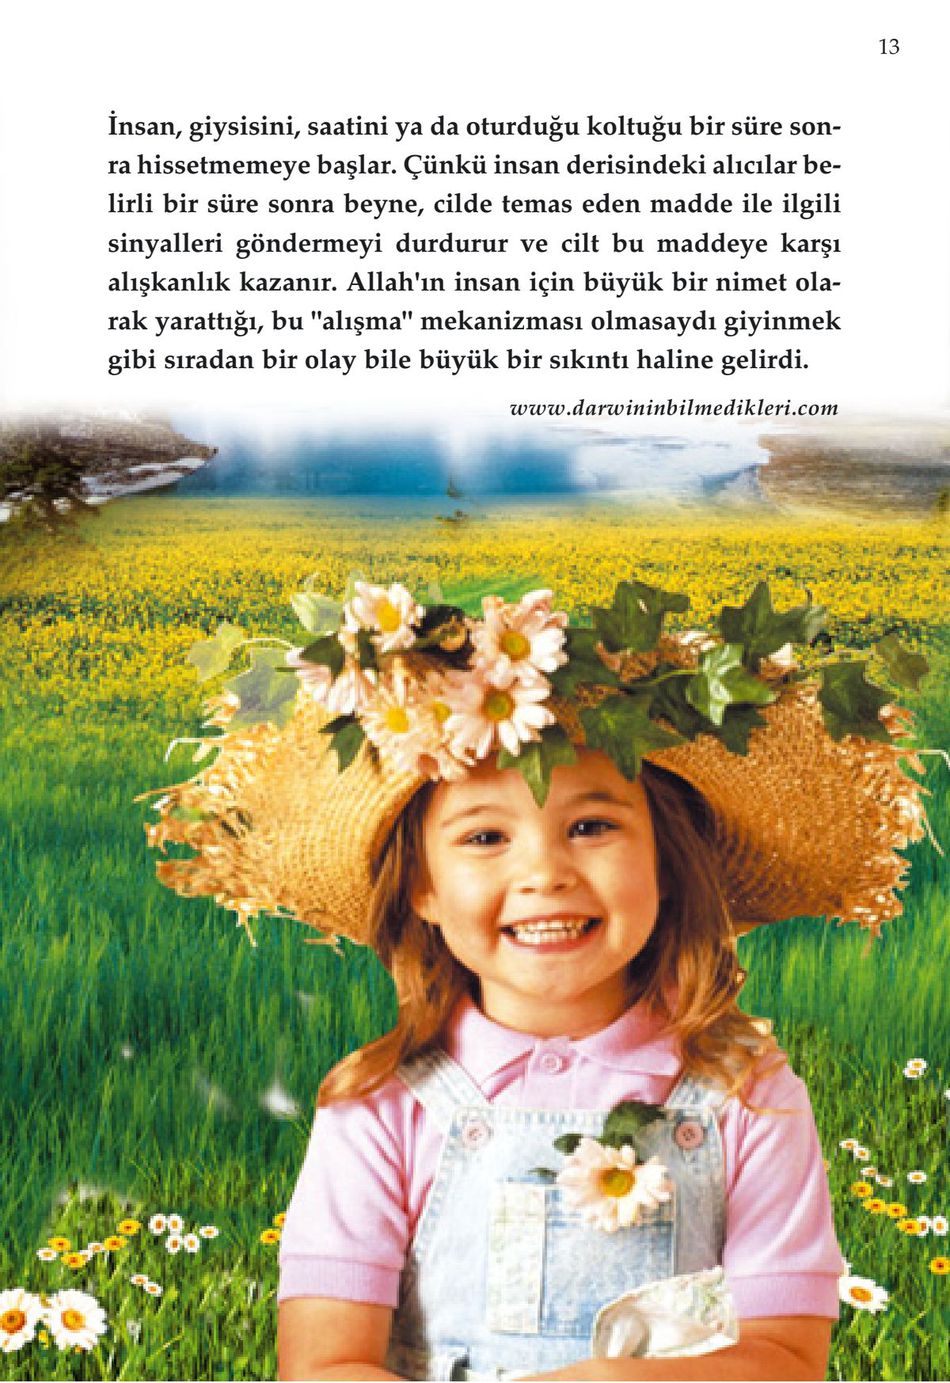 13
İnsan, giysisini, saatini ya da oturduğu koltuğu bir süre son-
ra hissetmemeye başlar. Çünkü insan derisindeki alıcılar be-
lirli bir süre sonra beyne, cilde temas eden madde ile ilgili
sinyalleri göndermeyi durdurur ve cilt bu maddeye karşı
alışkanlık kazanır. Allah'ın insan için büyük bir nimet ola-
rak yarattığı, bu "alışma" mekanizması olmasaydı giyinmek
gibi sıradan bir olay bile büyük bir sıkıntı haline gelirdi.
www.darwininbilmedikleri.com